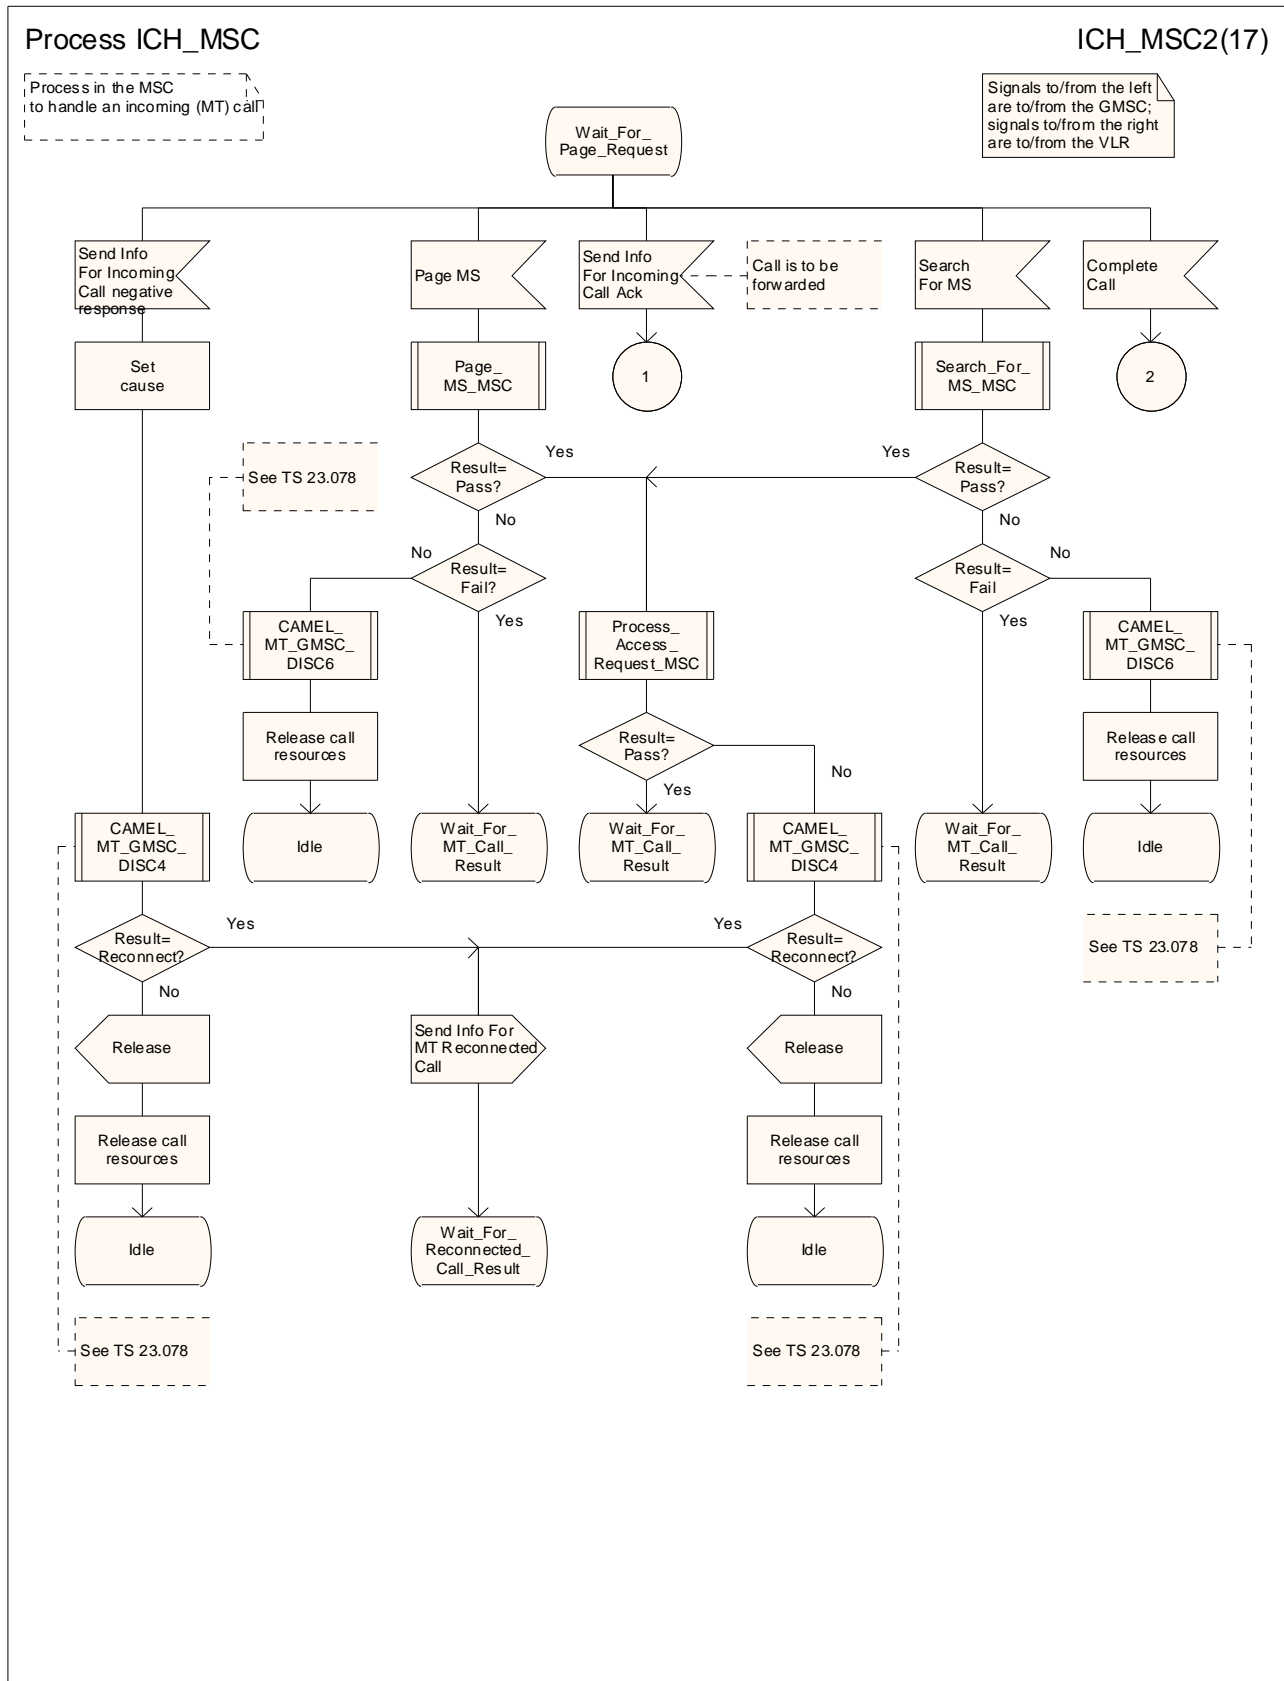 Process ICH_MSC
ICH_MSC2(17)
Process in the MSC
to handle an incoming (MT) call
Signals to/from the left
are to/from the GMSC;
signals to/from the right
are to/from the VLR
Wait_For_
Page_Request
Send Info
For Incoming
Call negative
response
Page MS
Send Info
For Incoming
Call Ack
Call is to be
forwarded
Search
For MS
Complete
Call
Set
cause
Page_
MS_MSC
1
Search_For_
MS_MSC
2
See TS 23.078
Result=
Pass?
Yes
No
Yes
Result=
Pass?
No
No
Result=
Fail?
Yes
Result=
Fail
No
Yes
CAMEL_
MT_GMSC_
DISC6
Process_
Access_
Request_MSC
CAMEL_
MT_GMSC_
DISC6
Release call
resources
Result=
Pass?
No
Yes
Release call
resources
CAMEL_
MT_GMSC_
DISC4
Idle
Wait_For_
MT_Call_
Result
Wait_For_
MT_Call_
Result
CAMEL_
MT_GMSC_
DISC4
Wait_For_
MT_Call_
Result
Idle
Result=
Reconnect?
Yes
No
Yes
Result=
Reconnect?
No
See TS 23.078
Release
Send Info For
MT Reconnected
Call
Release
Release call
resources
Release call
resources
Idle
Wait_For_
Reconnected_
Call_Result
Idle
See TS 23.078
See TS 23.078